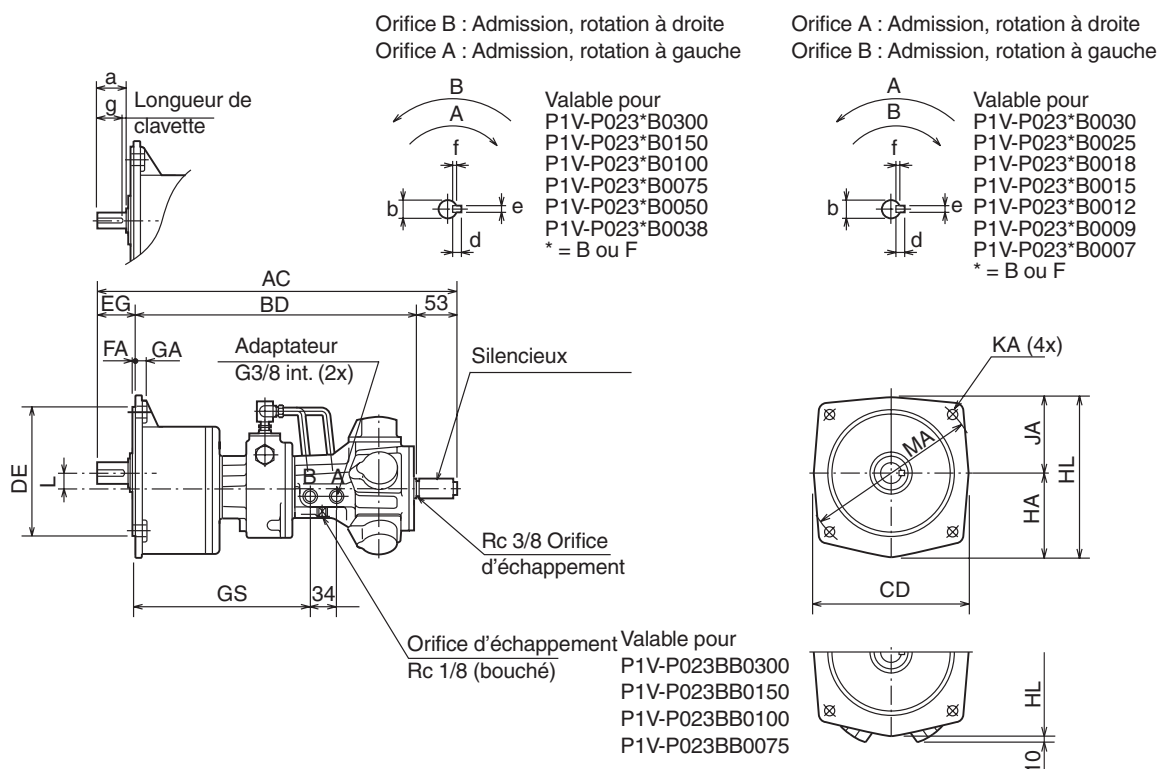 Orifice B : Admission, rotation à droite
Orifice A : Admission, rotation à gauche
Orifice A : Admission, rotation à droite
Orifice B : Admission, rotation à gauche
a
g
Longueur de
clavette
B
A
f
b
e
d
Valable pour
P1V-P023*B0300
P1V-P023*B0150
P1V-P023*B0100
P1V-P023*B0075
P1V-P023*B0050
P1V-P023*B0038
* = B ou F
A
B
f
b
e
d
Valable pour
P1V-P023*B0030
P1V-P023*B0025
P1V-P023*B0018
P1V-P023*B0015
P1V-P023*B0012
P1V-P023*B0009
P1V-P023*B0007
* = B ou F
AC
EG
BD
53
FA
GA
Adaptateur
G3/8 int. (2x)
Silencieux
DE
L
B
A
Rc 3/8 Orifice
d'échappement
GS
34
Orifice d'échappement
Rc 1/8 (bouché)
KA (4x)
MA
JA
HA
HL
CD
Valable pour
P1V-P023BB0300
P1V-P023BB0150
P1V-P023BB0100
P1V-P023BB0075
HL
10